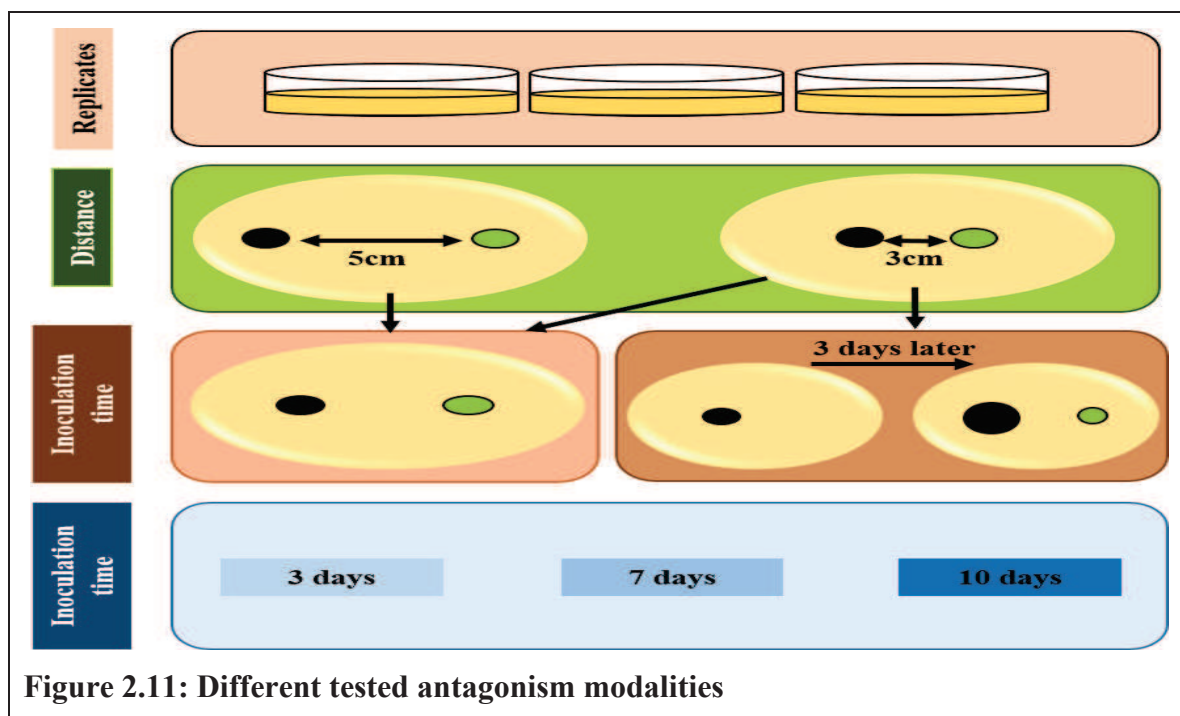 Replicates
Distance
5cm
3cm
Inoculation
time
3 days later
Inoculation
time
3 days
7 days
10 days
Figure 2.11: Different tested antagonism modalities